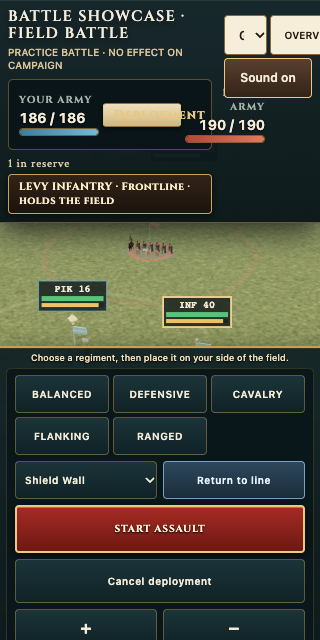 BATTLE SHOWCASE ·
FIELD BATTLE
PRACTICE BATTLE · NO EFFECT ON
CAMPAIGN
OVERV
Sound on
YOUR ARMY
186 / 186
ARMY
190 / 190
1 in reserve
LEVY INFANTRY · Frontline ·
HOLDS THE FIELD
PIK 16
INF 40
Choose a regiment, then place it on your side of the field.
BALANCED
DEFENSIVE
CAVALRY
FLANKING
RANGED
Shield Wall
Return to line
START ASSAULT
Cancel deployment
+
−